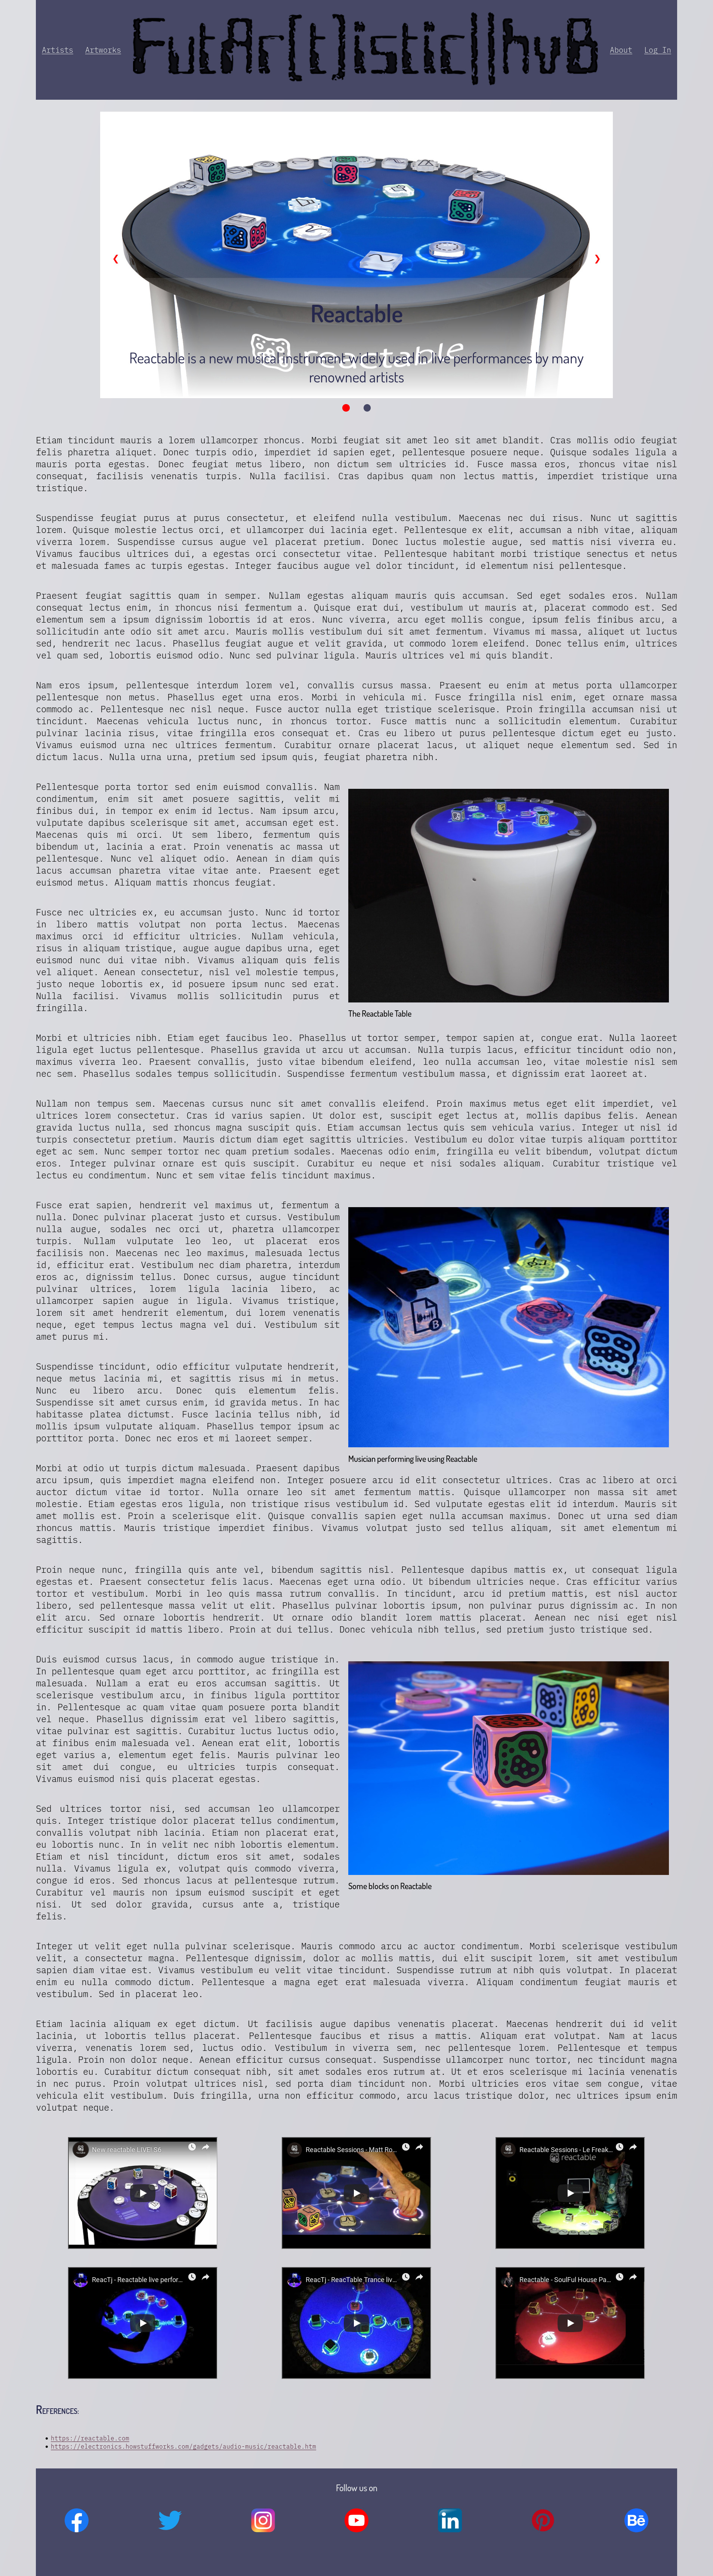 Artists
Artworks
FutAr[t]istic||huB
About
Log In
Reactable
reactable
Reactable is a new musical instrument widely used in live performances by many
renowned artists
Etiam tincidunt mauris a lorem ullamcorper rhoncus. Morbi feugiat sit amet leo sit amet blandit. Cras mollis odio feugiat
felis pharetra aliquet. Donec turpis odio, imperdiet id sapien eget, pellentesque posuere neque. Quisque sodales ligula a
mauris porta egestas. Donec feugiat metus libero, non dictum sem ultricies id. Fusce massa eros, rhoncus vitae nisl
consequat, facilisis venenatis turpis. Nulla facilisi. Cras dapibus quam non lectus mattis, imperdiet tristique urna
tristique.
Suspendisse feugiat purus at purus consectetur, et eleifend nulla vestibulum. Maecenas nec dui risus. Nunc ut sagittis
lorem. Quisque molestie lectus orci, et ullamcorper dui lacinia eget. Pellentesque ex elit, accumsan a nibh vitae, aliquam
viverra lorem. Suspendisse cursus augue vel placerat pretium. Donec luctus molestie augue, sed mattis nisi viverra eu.
Vivamus faucibus ultrices dui, a egestas orci consectetur vitae. Pellentesque habitant morbi tristique senectus et netus
et malesuada fames ac turpis egestas. Integer faucibus augue vel dolor tincidunt, id elementum nisi pellentesque.
Praesent feugiat sagittis quam in semper. Nullam egestas aliquam mauris quis accumsan. Sed eget sodales eros. Nullam
consequat lectus enim, in rhoncus nisi fermentum a. Quisque erat dui, vestibulum ut mauris at, placerat commodo est. Sed
elementum sem a ipsum dignissim lobortis id at eros. Nunc viverra, arcu eget mollis congue, ipsum felis finibus arcu, a
sollicitudin ante odio sit amet arcu. Mauris mollis vestibulum dui sit amet fermentum. Vivamus mi massa, aliquet ut luctus
sed, hendrerit nec lacus. Phasellus feugiat augue et velit gravida, ut commodo lorem eleifend. Donec tellus enim, ultrices
vel quam sed, lobortis euismod odio. Nunc sed pulvinar ligula. Mauris ultrices vel mi quis blandit.
Nam eros ipsum, pellentesque interdum lorem vel, convallis cursus massa. Praesent eu enim at metus porta ullamcorper
pellentesque non metus. Phasellus eget urna eros. Morbi in vehicula mi. Fusce fringilla nisl enim, eget ornare massa
commodo ac. Pellentesque nec nisl neque. Fusce auctor nulla eget tristique scelerisque. Proin fringilla accumsan nisi ut
tincidunt. Maecenas vehicula luctus nunc, in rhoncus tortor. Fusce mattis nunc a sollicitudin elementum. Curabitur
pulvinar lacinia risus, vitae fringilla eros consequat et. Cras eu libero ut purus pellentesque dictum eget eu justo.
Vivamus euismod urna nec ultrices fermentum. Curabitur ornare placerat lacus, ut aliquet neque elementum sed. Sed in
dictum lacus. Nulla urna urna, pretium sed ipsum quis, feugiat pharetra nibh.
Pellentesque porta tortor sed enim euismod convallis. Nam
condimentum, enim sit amet posuere sagittis, velit mi
finibus dui, in tempor ex enim id lectus. Nam ipsum arcu,
vulputate dapibus scelerisque sit amet, accumsan eget est.
Maecenas quis mi orci. Ut sem libero, fermentum quis
bibendum ut, lacinia a erat. Proin venenatis ac massa ut
pellentesque. Nunc vel aliquet odio. Aenean in diam quis
lacus accumsan pharetra vitae vitae ante. Praesent eget
euismod metus. Aliquam mattis rhoncus feugiat.
Fusce nec ultricies ex, eu accumsan justo. Nunc id tortor
in libero mattis volutpat non porta lectus. Maecenas
maximus orci id efficitur ultricies. Nullam vehicula,
risus in aliquam tristique, augue augue dapibus urna, eget
euismod nunc dui vitae nibh. Vivamus aliquam quis felis
vel aliquet. Aenean consectetur, nisl vel molestie tempus,
justo neque lobortis ex, id posuere ipsum nunc sed erat.
Nulla facilisi. Vivamus mollis sollicitudin purus et
fringilla.
The Reactable Table
Morbi et ultricies nibh. Etiam eget faucibus leo. Phasellus ut tortor semper, tempor sapien at, congue erat. Nulla laoreet
ligula eget luctus pellentesque. Phasellus gravida ut arcu ut accumsan. Nulla turpis lacus, efficitur tincidunt odio non,
maximus viverra leo. Praesent convallis, justo vitae bibendum eleifend, leo nulla accumsan leo, vitae molestie nisl sem
nec sem. Phasellus sodales tempus sollicitudin. Suspendisse fermentum vestibulum massa, et dignissim erat laoreet at.
Nullam non tempus sem. Maecenas cursus nunc sit amet convallis eleifend. Proin maximus metus eget elit imperdiet, vel
ultrices lorem consectetur. Cras id varius sapien. Ut dolor est, suscipit eget lectus at, mollis dapibus felis. Aenean
gravida luctus nulla, sed rhoncus magna suscipit quis. Etiam accumsan lectus quis sem vehicula varius. Integer ut nisl id
turpis consectetur pretium. Mauris dictum diam eget sagittis ultricies. Vestibulum eu dolor vitae turpis aliquam porttitor
eget ac sem. Nunc semper tortor nec quam pretium sodales. Maecenas odio enim, fringilla eu velit bibendum, volutpat dictum
eros. Integer pulvinar ornare est quis suscipit. Curabitur eu neque et nisi sodales aliquam. Curabitur tristique vel
lectus eu condimentum. Nunc et sem vitae felis tincidunt maximus.
Fusce erat sapien, hendrerit vel maximus ut, fermentum a
nulla. Donec pulvinar placerat justo et cursus. Vestibulum
nulla augue, sodales nec orci ut, pharetra ullamcorper
turpis. Nullam vulputate leo leo, ut placerat eros
facilisis non. Maecenas nec leo maximus, malesuada lectus
id, efficitur erat. Vestibulum nec diam pharetra, interdum
eros ac, dignissim tellus. Donec cursus, augue tincidunt
pulvinar ultrices, lorem ligula lacinia libero, ac
ullamcorper sapien augue in ligula. Vivamus tristique,
lorem sit amet hendrerit elementum, dui lorem venenatis
neque, eget tempus lectus magna vel dui. Vestibulum sit
amet purus mi.
Suspendisse tincidunt, odio efficitur vulputate hendrerit,
neque metus lacinia mi, et sagittis risus mi in metus.
Nunc eu libero arcu. Donec quis elementum felis.
Suspendisse sit amet cursus enim, id gravida metus. In hac
habitasse platea dictumst. Fusce lacinia tellus nibh, id
mollis ipsum vulputate aliquam. Phasellus tempor ipsum ac
porttitor porta. Donec nec eros et mi laoreet semper.
Musician performing live using Reactable
Morbi at odio ut turpis dictum malesuada. Praesent dapibus
arcu ipsum, quis imperdiet magna eleifend non. Integer posuere arcu id elit consectetur ultrices. Cras ac libero at orci
auctor dictum vitae id tortor. Nulla ornare leo sit amet fermentum mattis. Quisque ullamcorper non massa sit amet
molestie. Etiam egestas eros ligula, non tristique risus vestibulum id. Sed vulputate egestas elit id interdum. Mauris sit
amet mollis est. Proin a scelerisque elit. Quisque convallis sapien eget nulla accumsan maximus. Donec ut urna sed diam
rhoncus mattis. Mauris tristique imperdiet finibus. Vivamus volutpat justo sed tellus aliquam, sit amet elementum mi
sagittis.
Proin neque nunc, fringilla quis ante vel, bibendum sagittis nisl. Pellentesque dapibus mattis ex, ut consequat ligula
egestas et. Praesent consectetur felis lacus. Maecenas eget urna odio. Ut bibendum ultricies neque. Cras efficitur varius
tortor et vestibulum. Morbi in leo quis massa rutrum convallis. In tincidunt, arcu id pretium mattis, est nisl auctor
libero, sed pellentesque massa velit ut elit. Phasellus pulvinar lobortis ipsum, non pulvinar purus dignissim ac. In non
elit arcu. Sed ornare lobortis hendrerit. Ut ornare odio blandit lorem mattis placerat. Aenean nec nisi eget nisl
efficitur suscipit id mattis libero. Proin at dui tellus. Donec vehicula nibh tellus, sed pretium justo tristique sed.
Duis euismod cursus lacus, in commodo augue tristique in.
In pellentesque quam eget arcu porttitor, ac fringilla est
malesuada. Nullam a erat eu eros accumsan sagittis. Ut
scelerisque vestibulum arcu, in finibus ligula porttitor
in. Pellentesque ac quam vitae quam posuere porta blandit
vel neque. Phasellus dignissim erat vel libero sagittis,
vitae pulvinar est sagittis. Curabitur luctus luctus odio,
at finibus enim malesuada vel. Aenean erat elit, lobortis
eget varius a, elementum eget felis. Mauris pulvinar leo
sit amet dui congue, eu ultricies turpis consequat.
Vivamus euismod nisi quis placerat egestas.
Sed ultrices tortor nisi, sed accumsan leo ullamcorper
quis. Integer tristique dolor placerat tellus condimentum,
convallis volutpat nibh lacinia. Etiam non placerat erat,
eu lobortis nunc. In in velit nec nibh lobortis elementum.
Etiam et nisl tincidunt, dictum eros sit amet, sodales
nulla. Vivamus ligula ex, volutpat quis commodo viverra,
congue id eros. Sed rhoncus lacus at pellentesque rutrum.
Curabitur vel mauris non ipsum euismod suscipit et eget
nisi. Ut sed dolor gravida, cursus ante a, tristique
felis.
Some blocks on Reactable
Integer ut velit eget nulla pulvinar scelerisque. Mauris commodo arcu ac auctor condimentum. Morbi scelerisque vestibulum
velit, a consectetur magna. Pellentesque dignissim, dolor ac mollis mattis, dui elit suscipit lorem, sit amet vestibulum
sapien diam vitae est. Vivamus vestibulum eu velit vitae tincidunt. Suspendisse rutrum at nibh quis volutpat. In placerat
enim eu nulla commodo dictum. Pellentesque a magna eget erat malesuada viverra. Aliquam condimentum feugiat mauris et
vestibulum. Sed in placerat leo.
Etiam lacinia aliquam ex eget dictum. Ut facilisis augue dapibus venenatis placerat. Maecenas hendrerit dui id velit
lacinia, ut lobortis tellus placerat. Pellentesque faucibus et risus a mattis. Aliquam erat volutpat. Nam at lacus
viverra, venenatis lorem sed, luctus odio. Vestibulum in viverra sem, nec pellentesque lorem. Pellentesque et tempus
ligula. Proin non dolor neque. Aenean efficitur cursus consequat. Suspendisse ullamcorper nunc tortor, nec tincidunt magna
lobortis eu. Curabitur dictum consequat nibh, sit amet sodales eros rutrum at. Ut et eros scelerisque mi lacinia venenatis
in nec purus. Proin volutpat ultrices nisl, sed porta diam tincidunt non. Morbi ultricies eros vitae sem congue, vitae
vehicula elit vestibulum. Duis fringilla, urna non efficitur commodo, arcu lacus tristique dolor, nec ultrices ipsum enim
volutpat neque.
New reactable LIVE! S6
Reactable Sessions - Matt Ro...
Reactable Sessions - Le Freak...
reactable
ReacTj - Reactable live perfor...
ReacTj - ReacTable Trance liv...
Reactable - SoulFul House Pa...
References:
https://reactable.com
https://electronics.howstuffworks.com/gadgets/audio-music/reactable.htm
Follow us on